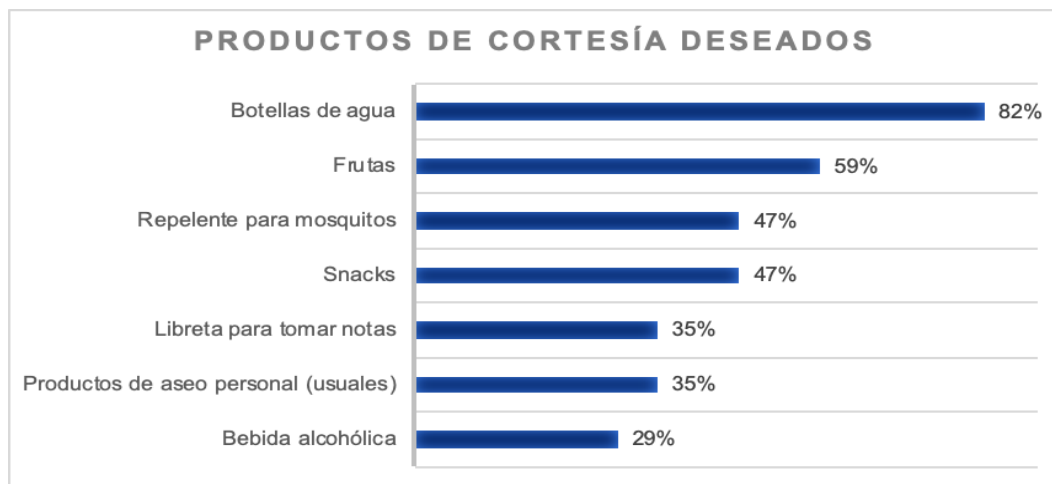 PRODUCTOS DE CORTESÍA DESEADOS
Botellas de agua 82%
Frutas 59%
Repelente para mosquitos 47%
Snacks 47%
Libreta para tomar notas 35%
Productos de aseo personal (usuales) 35%
Bebida alcohólica 29%